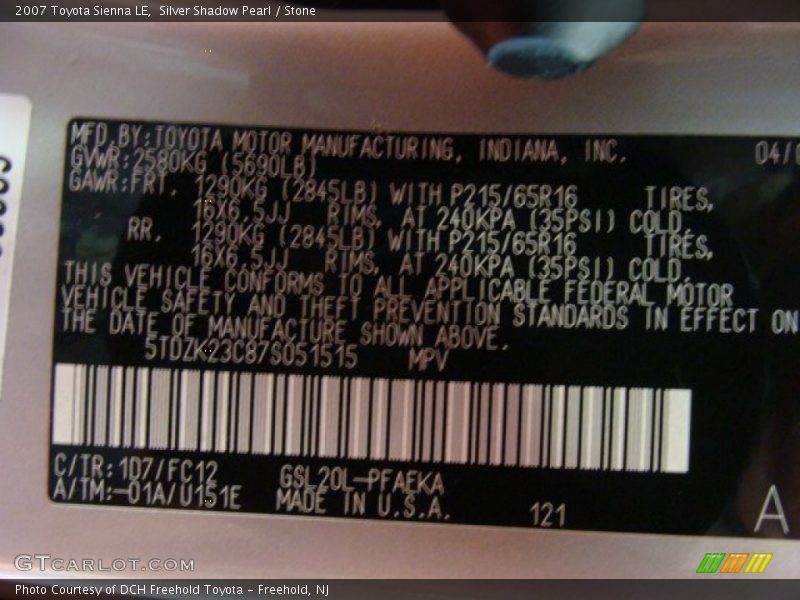 2007 Toyota Sienna LE,  Silver Shadow Pearl / Stone
MFD.BY:TOYOTA MOTOR MANUFACTURING, INDIANA, INC. 04/
GVWR:2580KG (5690LB)
GAWR:FRT. 1290KG (2845LB) WITH P215/65R16 TIRES,
16X6.5JJ RIMS, AT 240KPA (35PSI) COLD.
RR. 1290KG (2845LB) WITH P215/65R16 TIRES,
16X6.5JJ RIMS, AT 240KPA (35PSI) COLD.
THIS VEHICLE CONFORMS TO ALL APPLICABLE FEDERAL MOTOR
VEHICLE SAFETY AND THEFT PREVENTION STANDARDS IN EFFECT ON
THE DATE OF MANUFACTURE SHOWN ABOVE.
5TDZK23C87S051515 MPV
C/TR:1D7/FC12 GSL20L-PFAEKA
A/TM:-01A/U151E MADE IN U.S.A. 121
A
GTCARLOT.COM
Photo Courtesy of DCH Freehold Toyota - Freehold, NJ